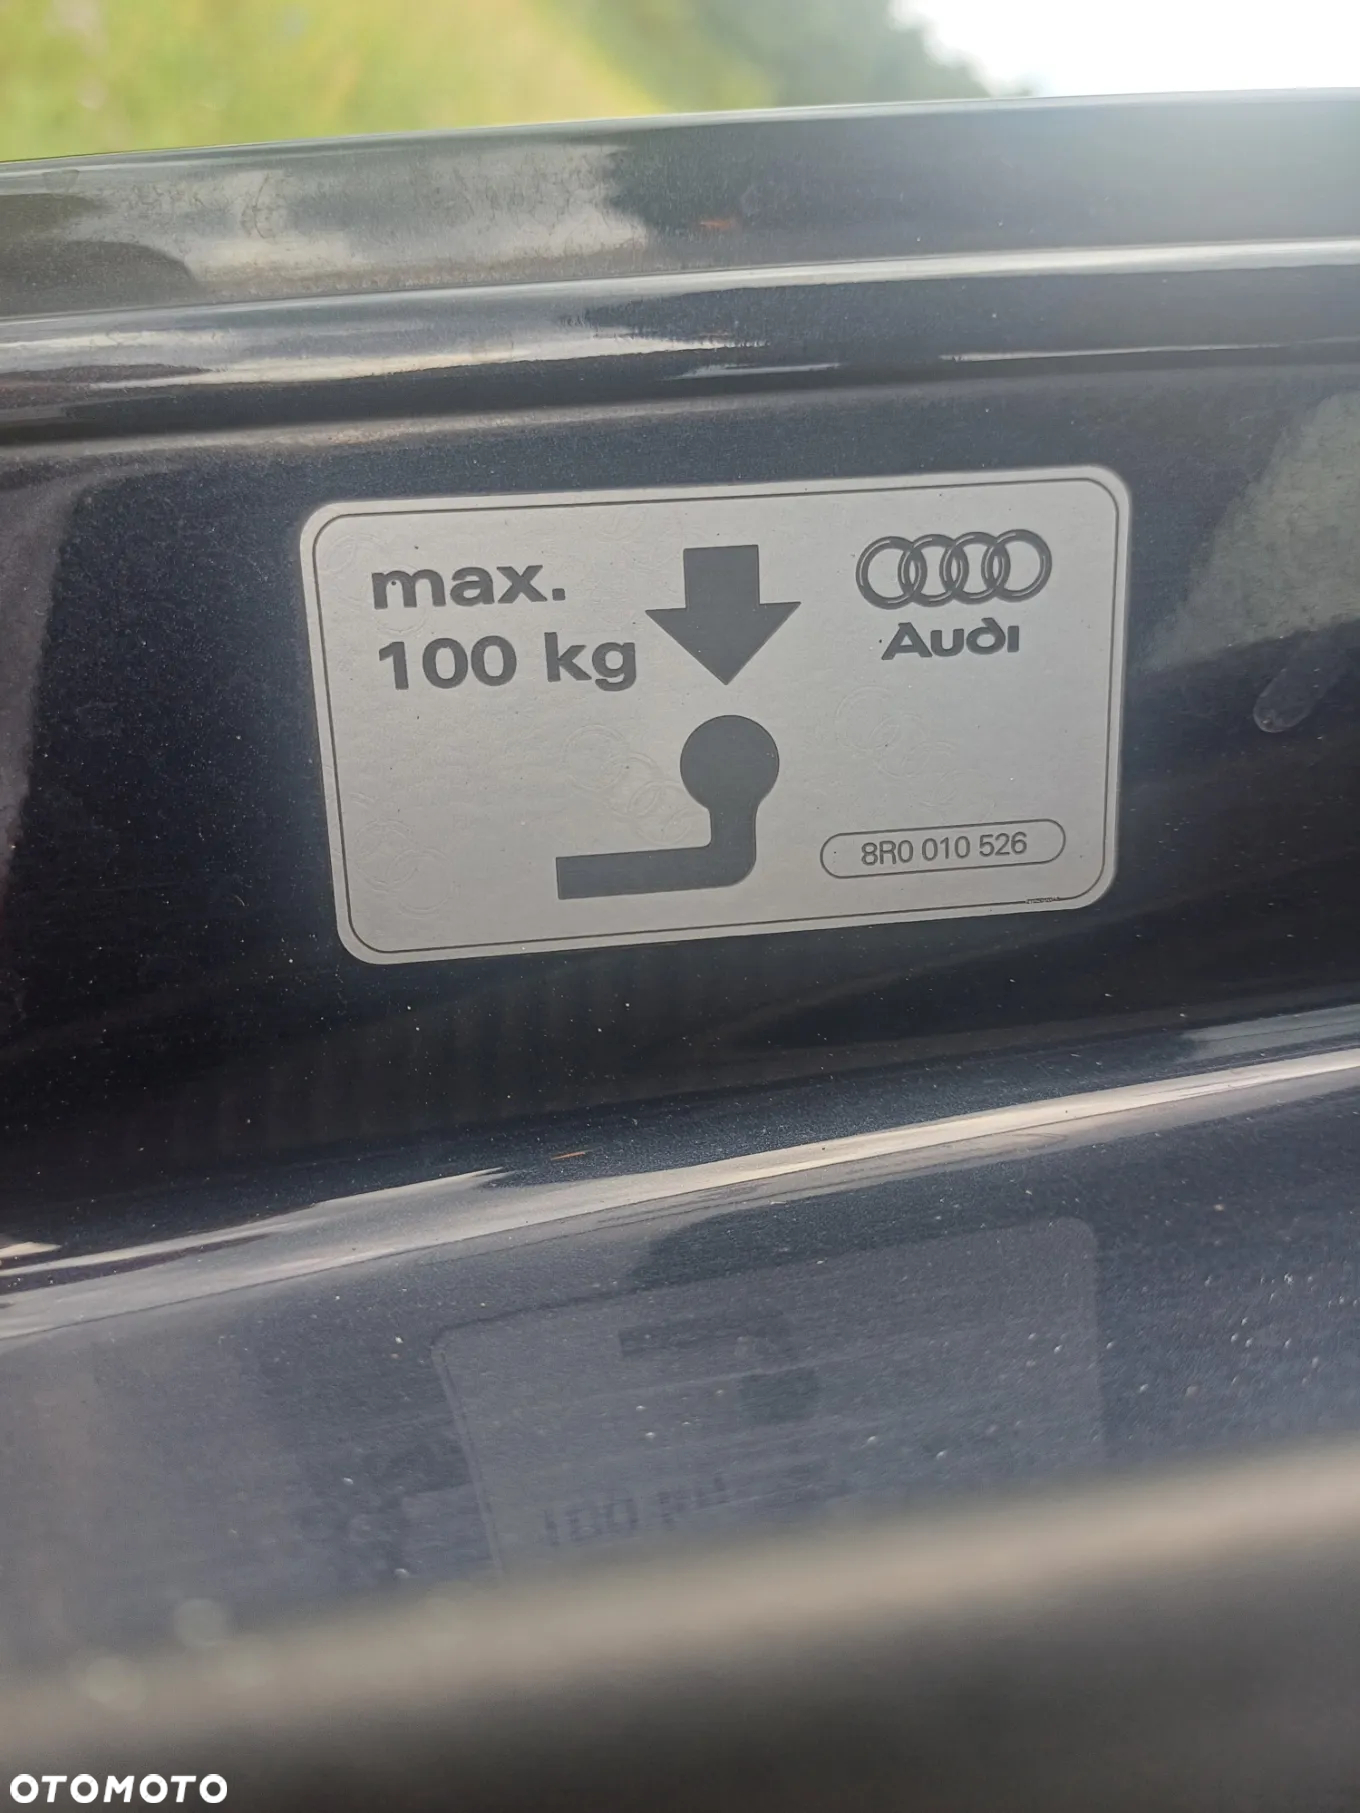 max.
100 kg
Audi
8R0 010 526
OTOMOTO